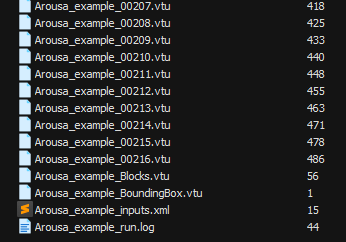 Arousa_example_00207.vtu 418
Arousa_example_00208.vtu 425
Arousa_example_00209.vtu 433
Arousa_example_00210.vtu 440
Arousa_example_00211.vtu 448
Arousa_example_00212.vtu 455
Arousa_example_00213.vtu 463
Arousa_example_00214.vtu 471
Arousa_example_00215.vtu 478
Arousa_example_00216.vtu 486
Arousa_example_Blocks.vtu 56
Arousa_example_BoundingBox.vtu 1
Arousa_example_inputs.xml 15
Arousa_example_run.log 44